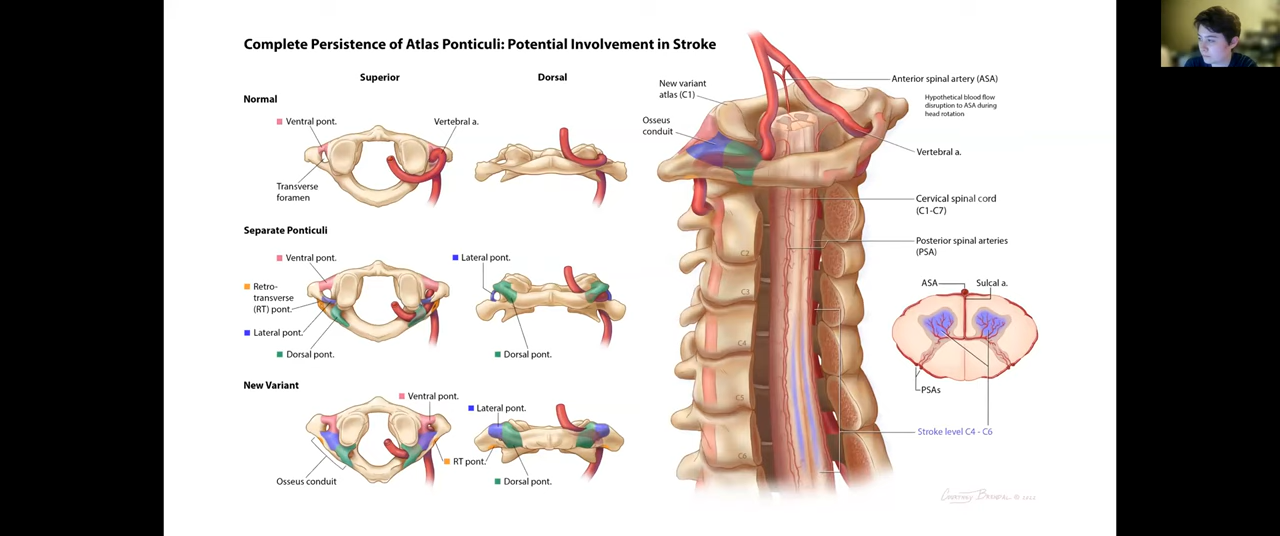 Complete Persistence of Atlas Ponticuli: Potential Involvement in Stroke
Superior
Dorsal
Normal
Ventral pont.
Vertebral a.
Transverse
foramen
Separate Ponticuli
Ventral pont.
Retro-
transverse
(RT) pont.
Lateral pont.
Dorsal pont.
Lateral pont.
Dorsal pont.
New Variant
Ventral pont.
Osseus conduit
RT pont.
Lateral pont.
Dorsal pont.
New variant
atlas (C1)
Osseus
conduit
Anterior spinal artery (ASA)
Hypothetical blood flow
disruption to ASA during
head rotation
Vertebral a.
Cervical spinal cord
(C1-C7)
Posterior spinal arteries
(PSA)
C2
C3
C4
C5
C6
ASA
Sulcal a.
PSAs
Stroke level C4 - C6
© 2022